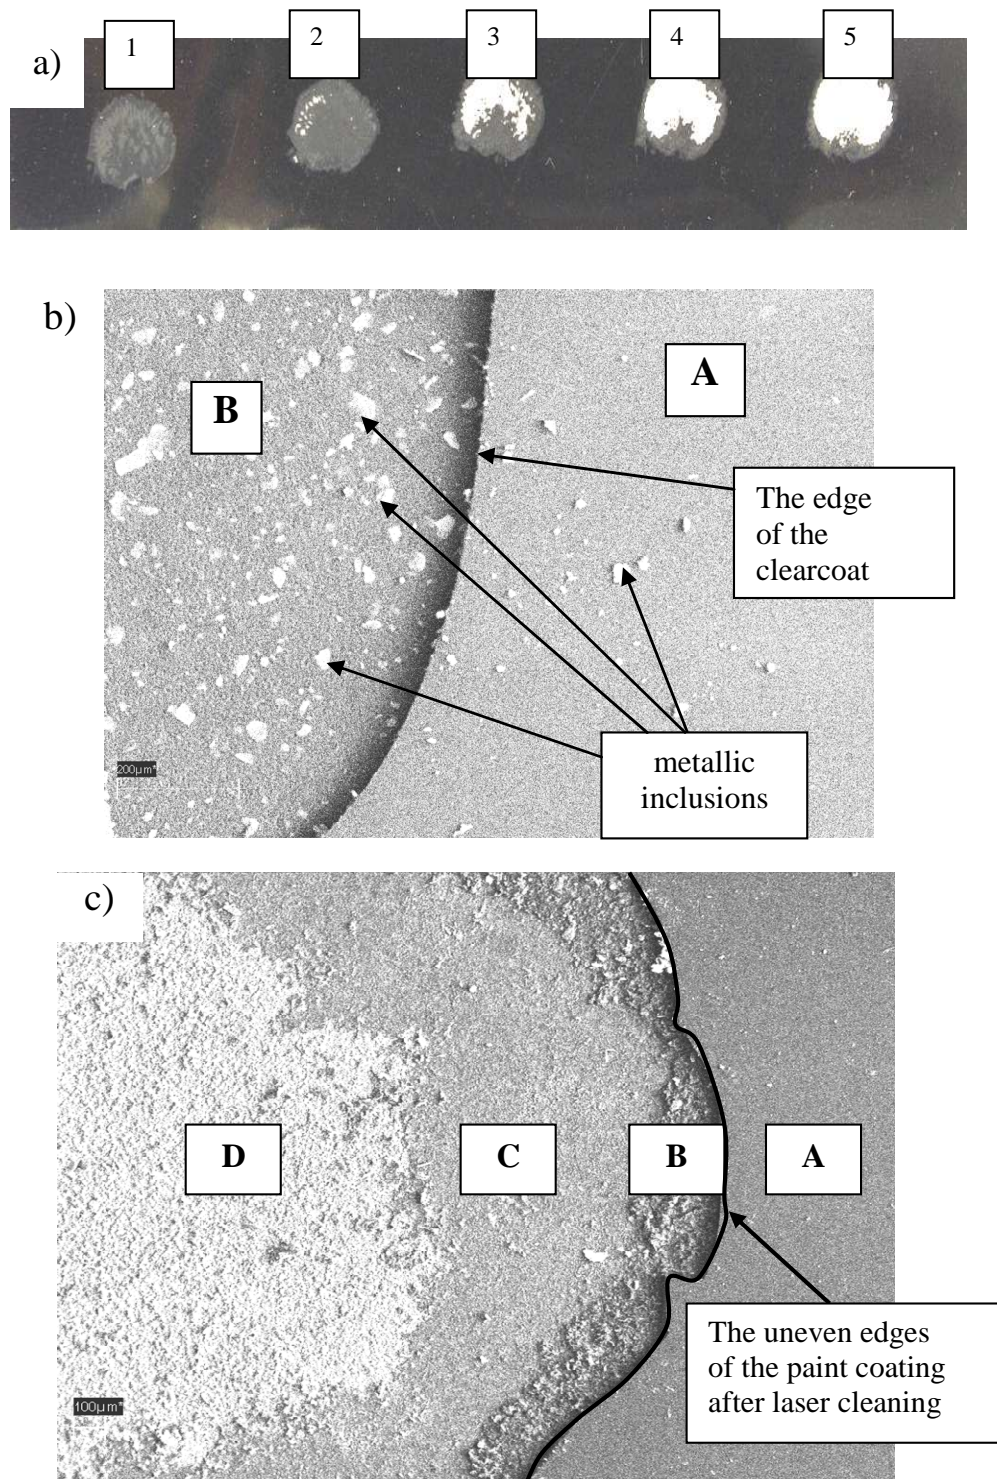 a)
1 2 3 4 5
b)
B
A
The edge
of the
clearcoat
metallic
inclusions
200µm*
c)
D C B A
The uneven edges
of the paint coating
after laser cleaning
100µm*